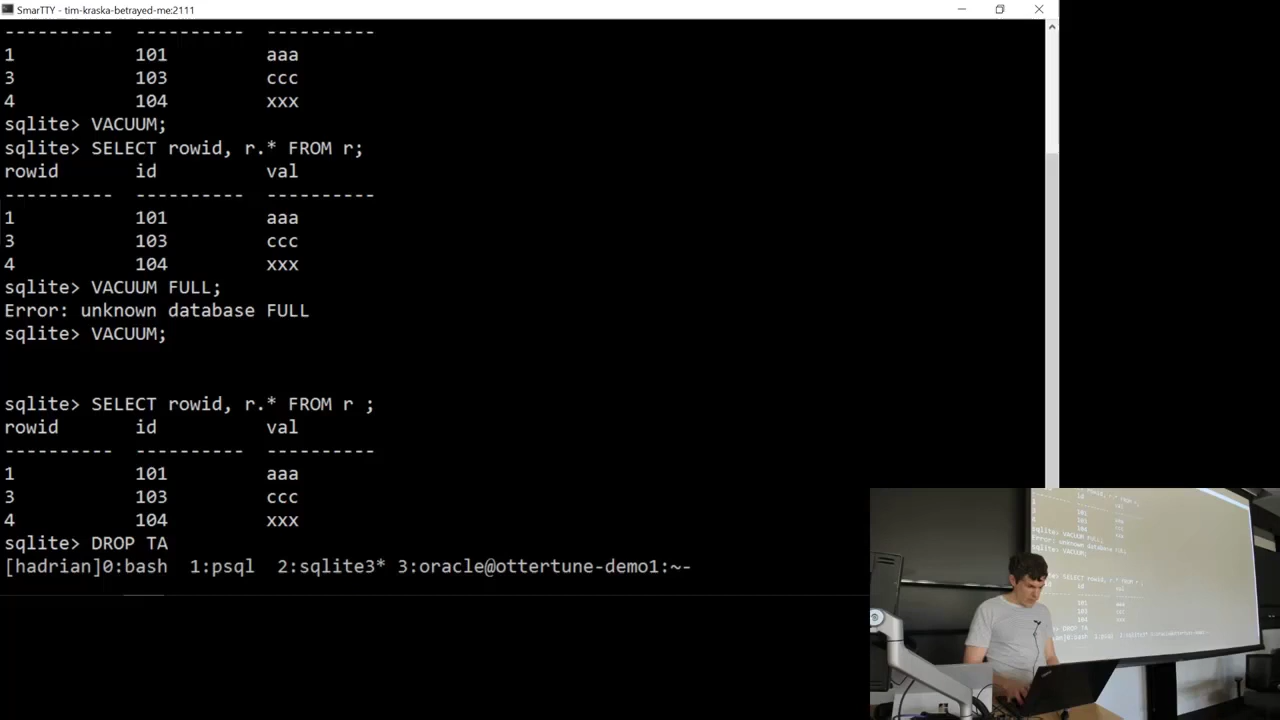 SmarTTY - tim-kraska-betrayed-me:2111
---------- ---------- ----------
1 101 aaa
3 103 ccc
4 104 xxx
sqlite> VACUUM;
sqlite> SELECT rowid, r.* FROM r;
rowid id val
---------- ---------- ----------
1 101 aaa
3 103 ccc
4 104 xxx
sqlite> VACUUM FULL;
Error: unknown database FULL
sqlite> VACUUM;
sqlite> SELECT rowid, r.* FROM r ;
rowid id val
---------- ---------- ----------
1 101 aaa
3 103 ccc
4 104 xxx
sqlite> DROP TA
[hadrian]0:bash 1:psql 2:sqlite3* 3:oracle@ottertune-demo1:~-